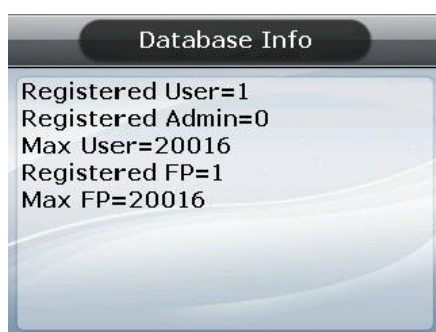 Database Info
Registered User=1
Registered Admin=0
Max User=20016
Registered FP=1
Max FP=20016